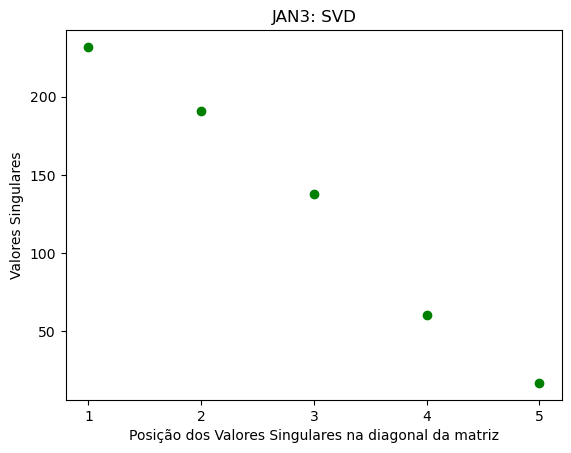 JAN3: SVD
Valores Singulares
200
150
100
50
1 2 3 4 5
Posição dos Valores Singulares na diagonal da matriz